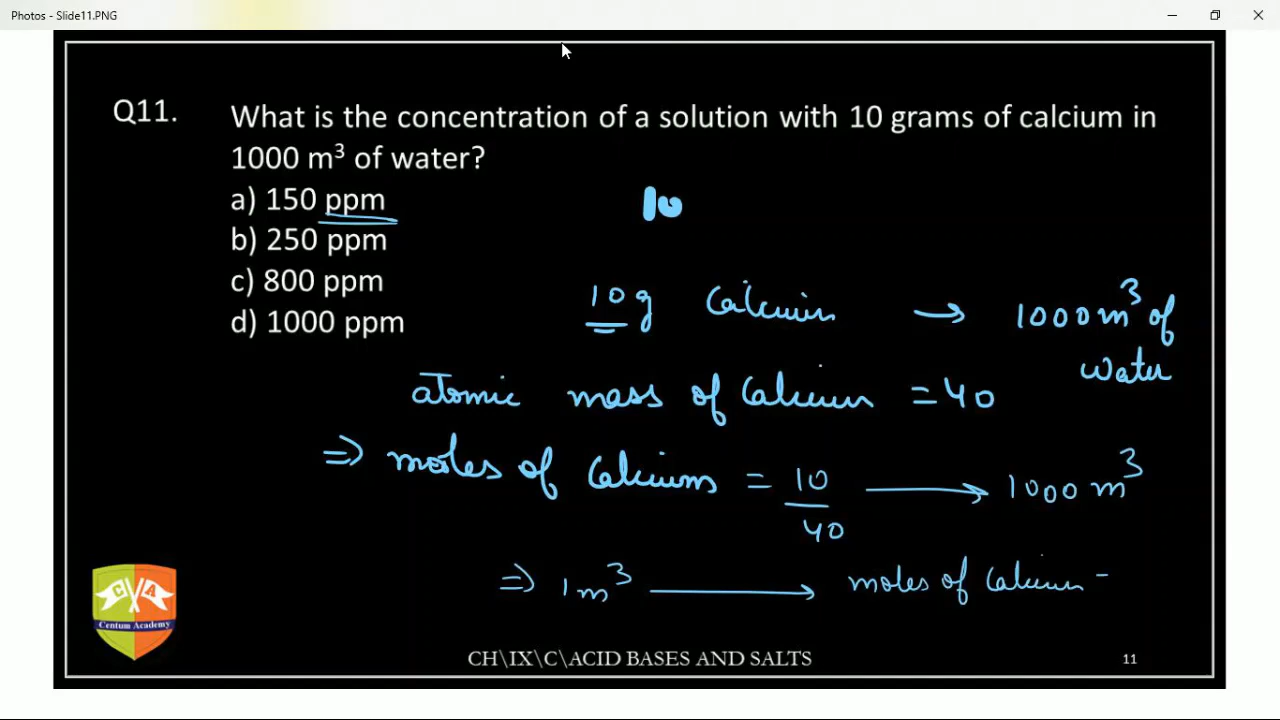 Photos - Slide11.PNG
Q11. What is the concentration of a solution with 10 grams of calcium in
1000 m³ of water?
a) 150 ppm
b) 250 ppm
c) 800 ppm
d) 1000 ppm
10
10g Calcium → 1000m³ of
water
atomic mass of Calcium = 40
⇒ moles of Calcium = 10/40 → 1000 m³
⇒ 1m³ → moles of Calcium -
C A
Centum Academy
CH\IX\C\ACID BASES AND SALTS
11